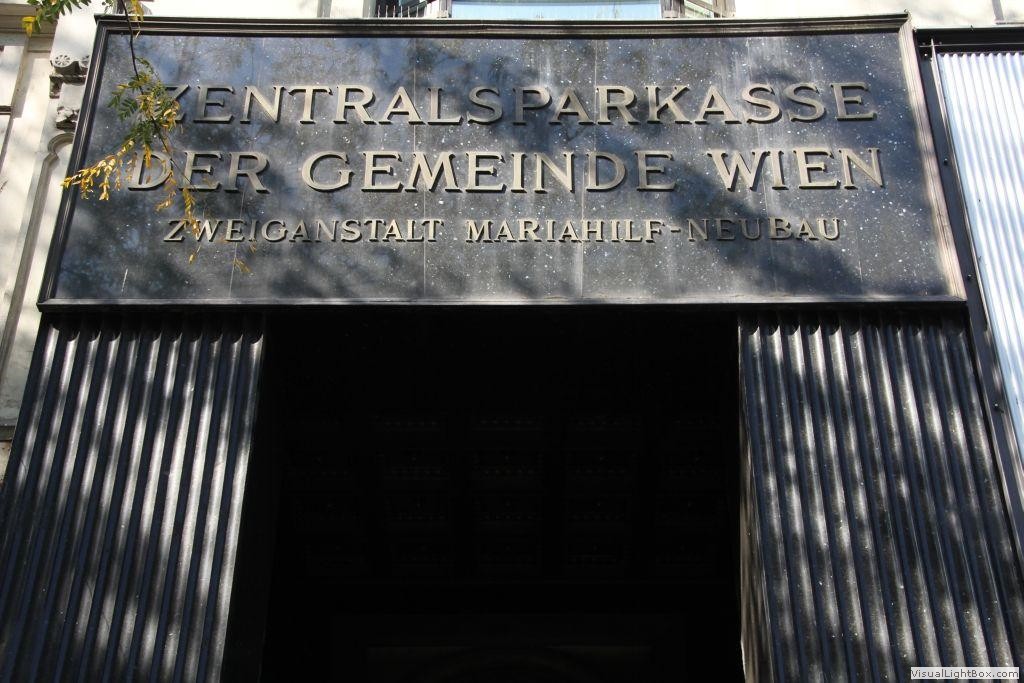 ZENTRALSPARKASSE
DER GEMEINDE WIEN
ZWEIGANSTALT MARIAHILF-NEUBAU
VisualLightBox.com